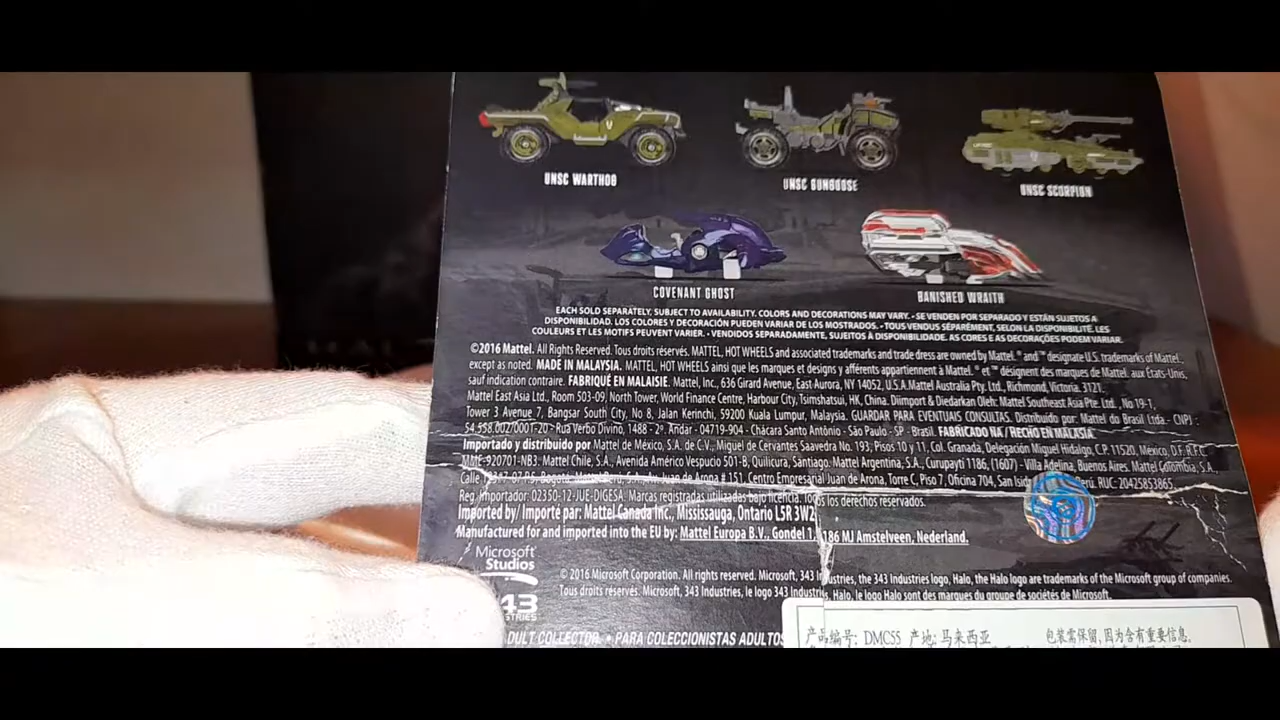 UNSC WARTHOG
UNSC GUNGOOSE
UNSC SCORPION
COVENANT GHOST
BANISHED WRAITH
EACH SOLD SEPARATELY, SUBJECT TO AVAILABILITY. COLORS AND DECORATIONS MAY VARY. • SE VENDEN POR SEPARADO Y ESTÁN SUJETOS A
DISPONIBILIDAD. LOS COLORES Y DECORACIÓN PUEDEN VARIAR DE LOS MOSTRADOS. • TOUS VENDUS SÉPARÉMENT, SELON LA DISPONIBILITÉ. LES
COULEURS ET LES MOTIFS PEUVENT VARIER. • VENDIDOS SEPARADAMENTE, SUJEITOS À DISPONIBILIDADE. AS CORES E AS DECORAÇÕES PODEM VARIAR.
©2016 Mattel. All Rights Reserved. Tous droits réservés. MATTEL, HOT WHEELS and associated trademarks and trade dress are owned by Mattel. ® and ™ designate U.S. trademarks of Mattel,
except as noted. MADE IN MALAYSIA. MATTEL, HOT WHEELS ainsi que les marques et designs y afférents appartiennent à Mattel. ® et ™ désignent des marques de Mattel aux États-Unis,
sauf indication contraire. FABRIQUÉ EN MALAISIE. Mattel, Inc., 636 Girard Avenue, East Aurora, NY 14052, U.S.A. Mattel Australia Pty. Ltd., Richmond, Victoria. 3121.
Mattel East Asia Ltd., Room 503-09, North Tower, World Finance Centre, Harbour City, Tsimshatsui, HK, China. Diimport & Diedarkan Oleh: Mattel Southeast Asia Pte. Ltd., No 19-1,
Tower 3 Avenue 7, Bangsar South City, No 8, Jalan Kerinchi, 59200 Kuala Lumpur, Malaysia. GUARDAR PARA EVENTUAIS CONSULTAS. Distribuído por: Mattel do Brasil Ltda.- CNPJ :
54.558.002/0001-20 - Rua Verbo Divino, 1488 - 2º. Andar - 04719-904 - Chácara Santo Antônio - São Paulo - SP - Brasil. FABRICADO NA / HECHO EN MALASIA.
Importado y distribuido por Mattel de México, S.A. de C.V., Miguel de Cervantes Saavedra No. 193; Pisos 10 y 11, Col. Granada, Delegación Miguel Hidalgo, C.P. 11520, México, D.F. R.F.C.
MME-920701-NB3. Mattel Chile, S.A., Avenida Américo Vespucio 501-B, Quilicura, Santiago. Mattel Argentina, S.A., Curupayti 1186, (1607) - Villa Adelina, Buenos Aires. Mattel Colombia, S.A.,
Calle Bogotá. Mattel Perú, S.A., Av. Juan de Arona # 151, Centro Empresarial Juan de Arona, Torre C, Piso 7, Oficina 704, San Perú. RUC: 20425853865.
Reg. Importador: 02350-12-JUE-DIGESA. Marcas registradas utilizadas bajo licencia. Todos los derechos reservados.
Imported by/ Importé par: Mattel Canada Inc., Mississauga, Ontario L5R 3W2
Manufactured for and imported into the EU by: Mattel Europa B.V., Gondel 1, 186 MJ Amstelveen, Nederland.
Microsoft
Studios
© 2016 Microsoft Corporation. All rights reserved. Microsoft, 343 Industries, the 343 Industries logo, Halo, the Halo logo are trademarks of the Microsoft group of companies.
Tous droits réservés. Microsoft, 343 Industries, le logo 343 Industries, Halo, le logo Halo sont des marques du groupe de sociétés de Microsoft.
43
STRIES
DULT COLLECTOR. • PARA COLECCIONISTAS ADULTOS
产品编号: DMC55 产地: 马来西亚 包装需保留,因为含有重要信息。